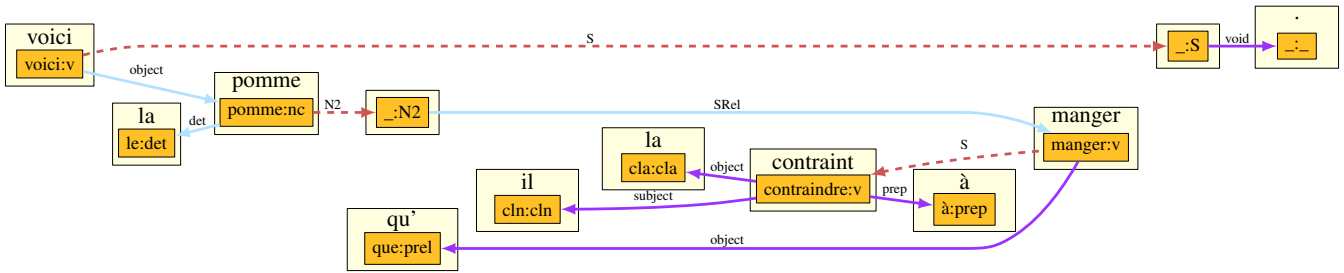 voici
voici:v
S
_:S
void
.
_:_
object
pomme
pomme:nc
N2
_:N2
SRel
manger
manger:v
la
le:det
det
la
cla:cla
object
contraint
contraindre:v
S
prep
à
à:prep
il
cln:cln
subject
qu’
que:prel
object